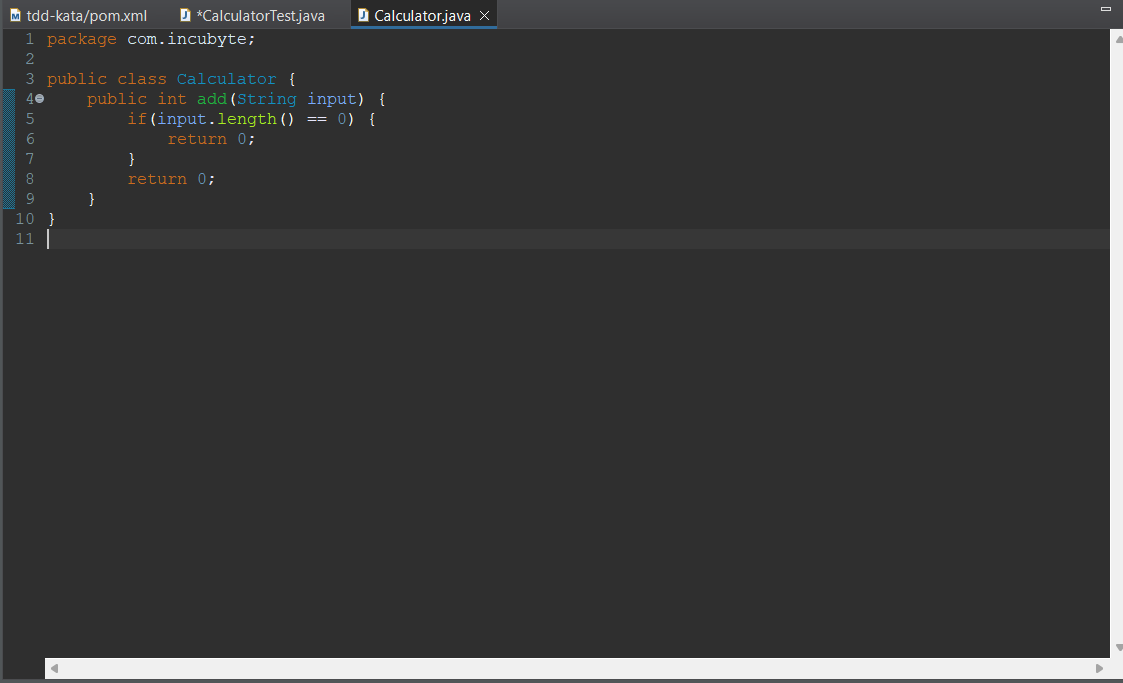 tdd-kata/pom.xml *CalculatorTest.java Calculator.java
1 package com.incubyte;
2
3 public class Calculator {
4 public int add(String input) {
5 if(input.length() == 0) {
6 return 0;
7 }
8 return 0;
9 }
10 }
11